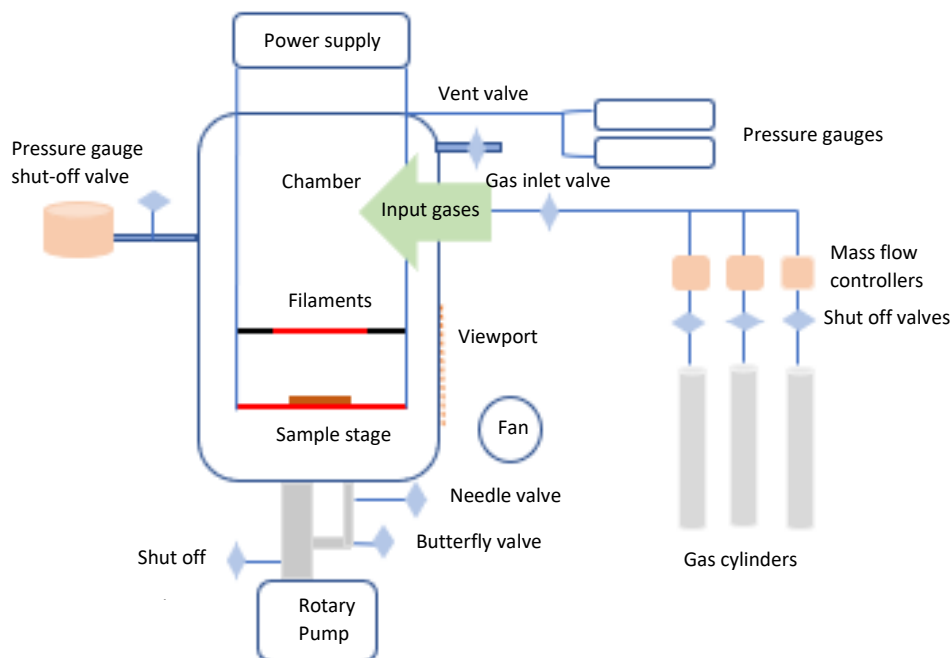 Power supply
Vent valve
Pressure gauges
Pressure gauge
shut-off valve
Chamber
Gas inlet valve
Input gases
Mass flow
controllers
Filaments
Shut off valves
Viewport
Fan
Sample stage
Needle valve
Butterfly valve
Shut off
Gas cylinders
Rotary
Pump